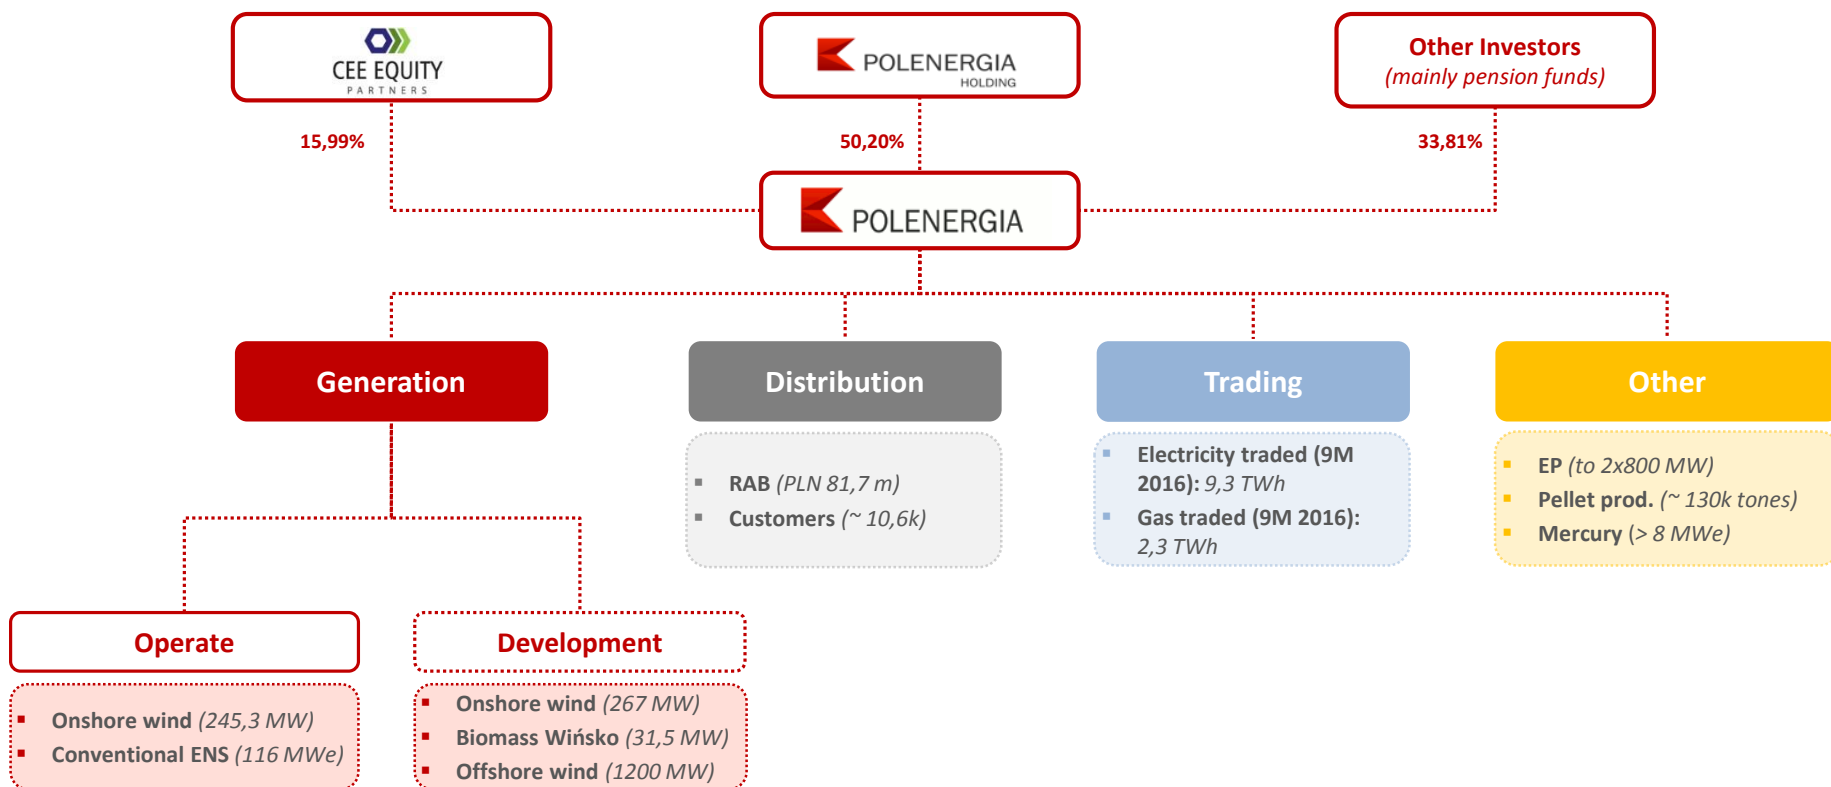 CEE EQUITY
PARTNERS
POLENERGIA
HOLDING
Other Investors
(mainly pension funds)
15,99%
50,20%
33,81%
POLENERGIA
Generation
Distribution
Trading
Other
▪ RAB (PLN 81,7 m)
▪ Customers (~ 10,6k)
▪ Electricity traded (9M
2016): 9,3 TWh
▪ Gas traded (9M 2016):
2,3 TWh
▪ EP (to 2x800 MW)
▪ Pellet prod. (~ 130k tones)
▪ Mercury (> 8 MWe)
Operate
Development
▪ Onshore wind (245,3 MW)
▪ Conventional ENS (116 MWe)
▪ Onshore wind (267 MW)
▪ Biomass Wińsko (31,5 MW)
▪ Offshore wind (1200 MW)